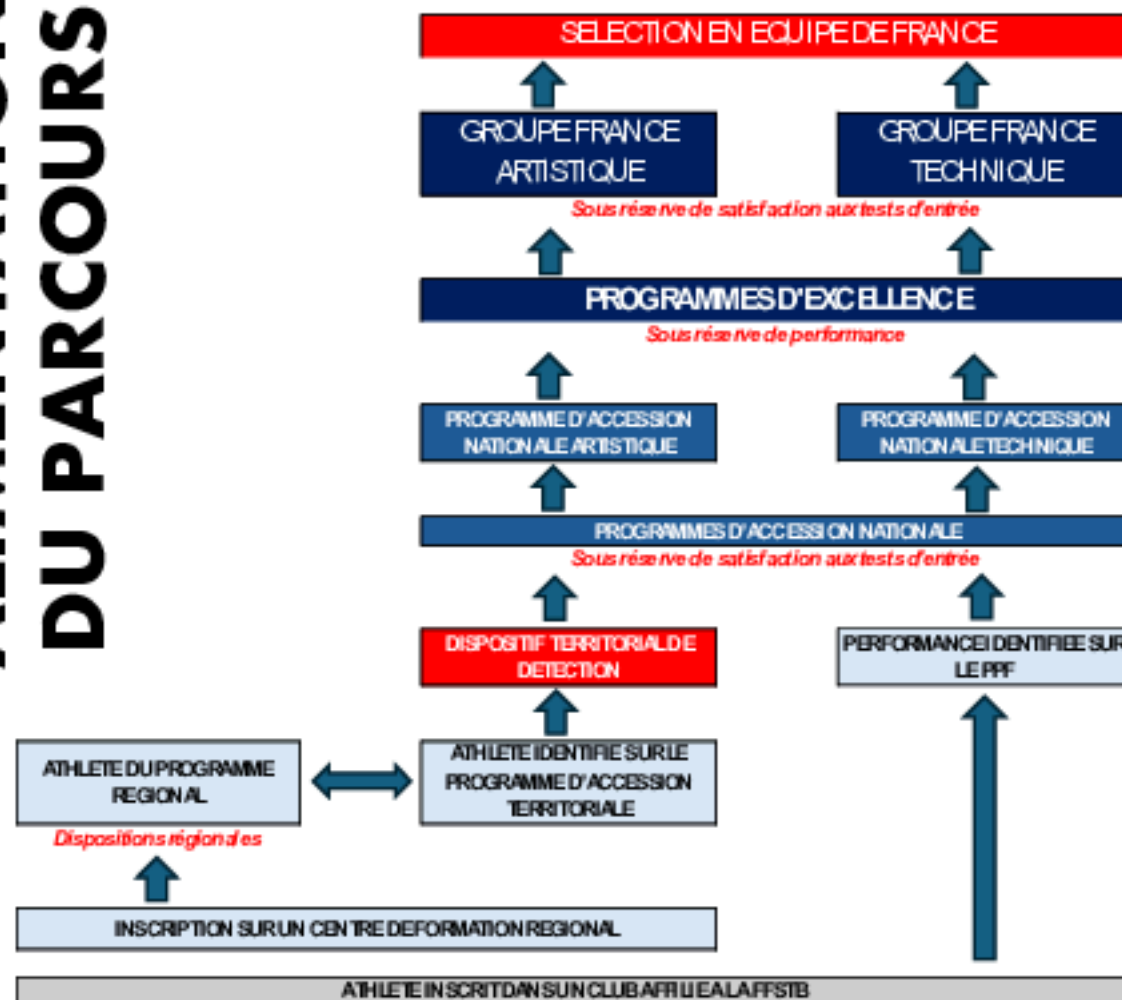 DU PARCOURS
SELECTION EN EQUIPE DE FRANCE
GROUPE FRANCE
ARTISTIQUE
GROUPE FRANCE
TECHNIQUE
Sous réserve de satisfaction aux tests d'entrée
PROGRAMMES D'EXCELLENCE
Sous réserve de performance
PROGRAMME D'ACCESSION
NATIONALE ARTISTIQUE
PROGRAMME D'ACCESSION
NATIONALE TECHNIQUE
PROGRAMMES D'ACCESSION NATIONALE
Sous réserve de satisfaction aux tests d'entrée
DISPOSITIF TERRITORIAL DE
DETECTION
PERFORMANCE IDENTIFIEE SUR
LE PPF
ATHLETE DU PROGRAMME
REGIONAL
ATHLETE IDENTIFIE SUR LE
PROGRAMME D'ACCESSION
TERRITORIALE
Dispositions régionales
INSCRIPTION SUR UN CENTRE DE FORMATION REGIONAL
ATHLETE INSCRIT DANS UN CLUB AFFILIE A LA FFSTB